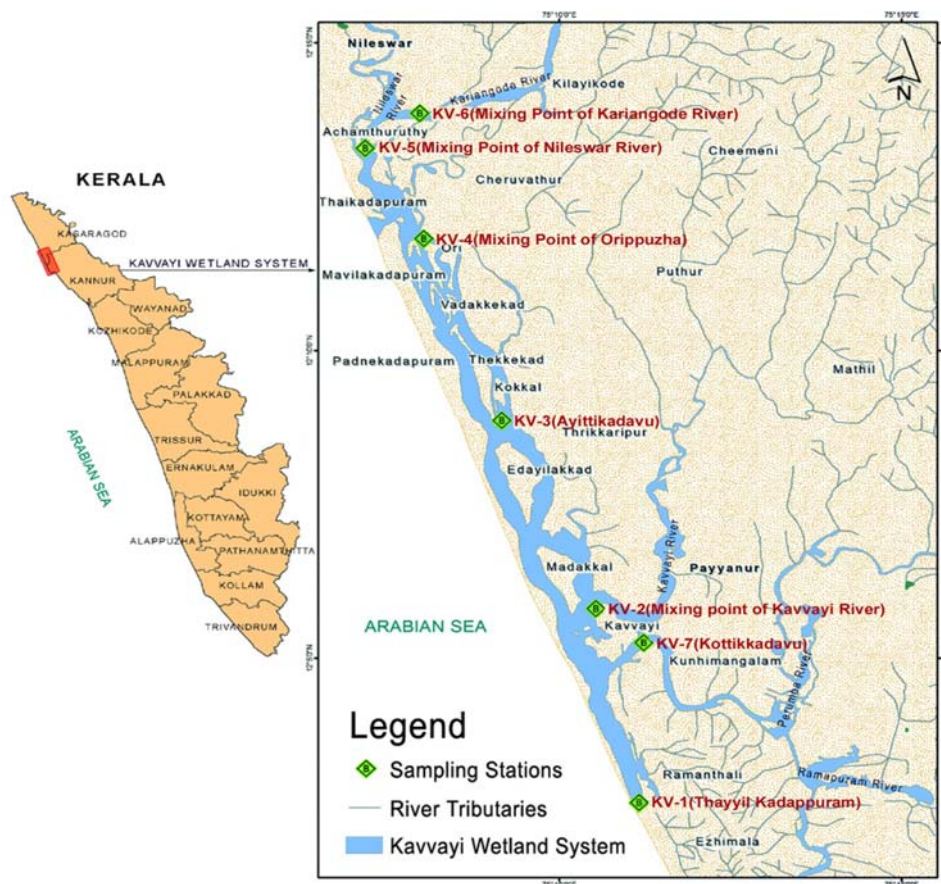 KERALA
KASARAGOD
KAVVAYI WETLAND SYSTEM
KANNUR
WAYANAD
KOZHIKODE
MALAPPURAM
PALAKKAD
TRISSUR
ERNAKULAM
IDUKKI
KOTTAYAM
ALAPPUZHA
PATHANAMTHITTA
KOLLAM
TRIVANDRUM
ARABIAN SEA
75°10'0"E
N
Nileswar
Nileswar River
Kariangode River
Kilayikode
KV-6(Mixing Point of Kariangode River)
Achamthuruthy
KV-5(Mixing Point of Nileswar River)
Cheemeni
Cheruvathur
Thaikadapuram
KV-4(Mixing Point of Orippuzha)
Ori
Mavilakadapuram
Puthur
Vadakkekad
Padnekadapuram
Thekkekad
Mathil
Kokkal
KV-3(Ayittikadavu)
Thrikkaripur
Edayilakkad
Kavvayi River
Madakkal
Payyanur
KV-2(Mixing point of Kavvayi River)
ARABIAN SEA
Kavvayi
KV-7(Kottikkadavu)
Kunhimangalam
Perumba River
Ramanthali
Ramapuram River
KV-1(Thayyil Kadappuram)
Ezhimala
Legend
B Sampling Stations
River Tributaries
Kavvayi Wetland System